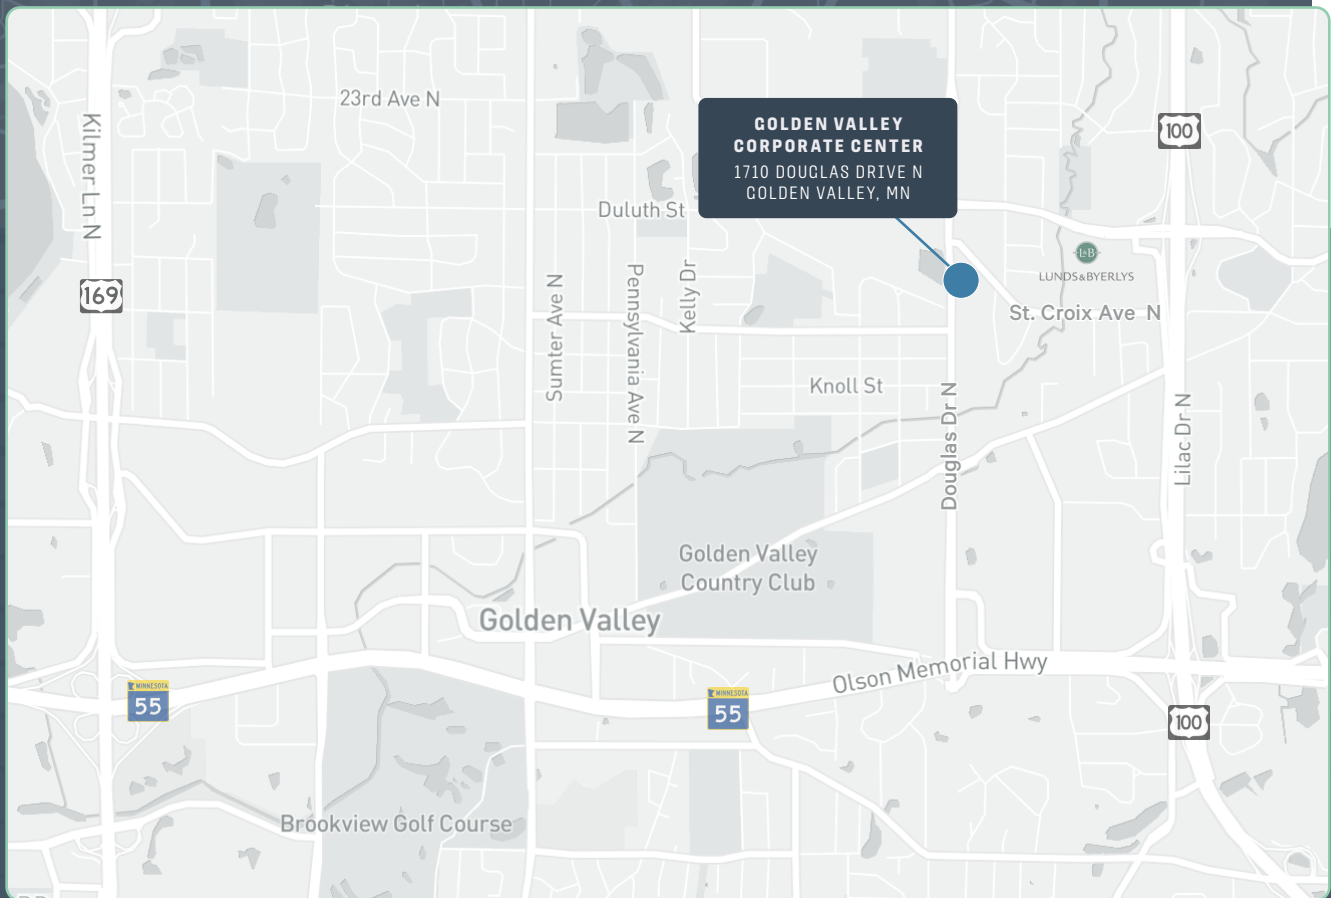 23rd Ave N
Kilmer Ln N
GOLDEN VALLEY
CORPORATE CENTER
1710 DOUGLAS DRIVE N
GOLDEN VALLEY, MN
100
Duluth St
L&B
LUNDS&BYERLYS
169
Sumter Ave N
Pennsylvania Ave N
Kelly Dr
St. Croix Ave N
Knoll St
Douglas Dr N
Lilac Dr N
Golden Valley
Country Club
Golden Valley
Olson Memorial Hwy
MINNESOTA
55
MINNESOTA
55
100
Brookview Golf Course